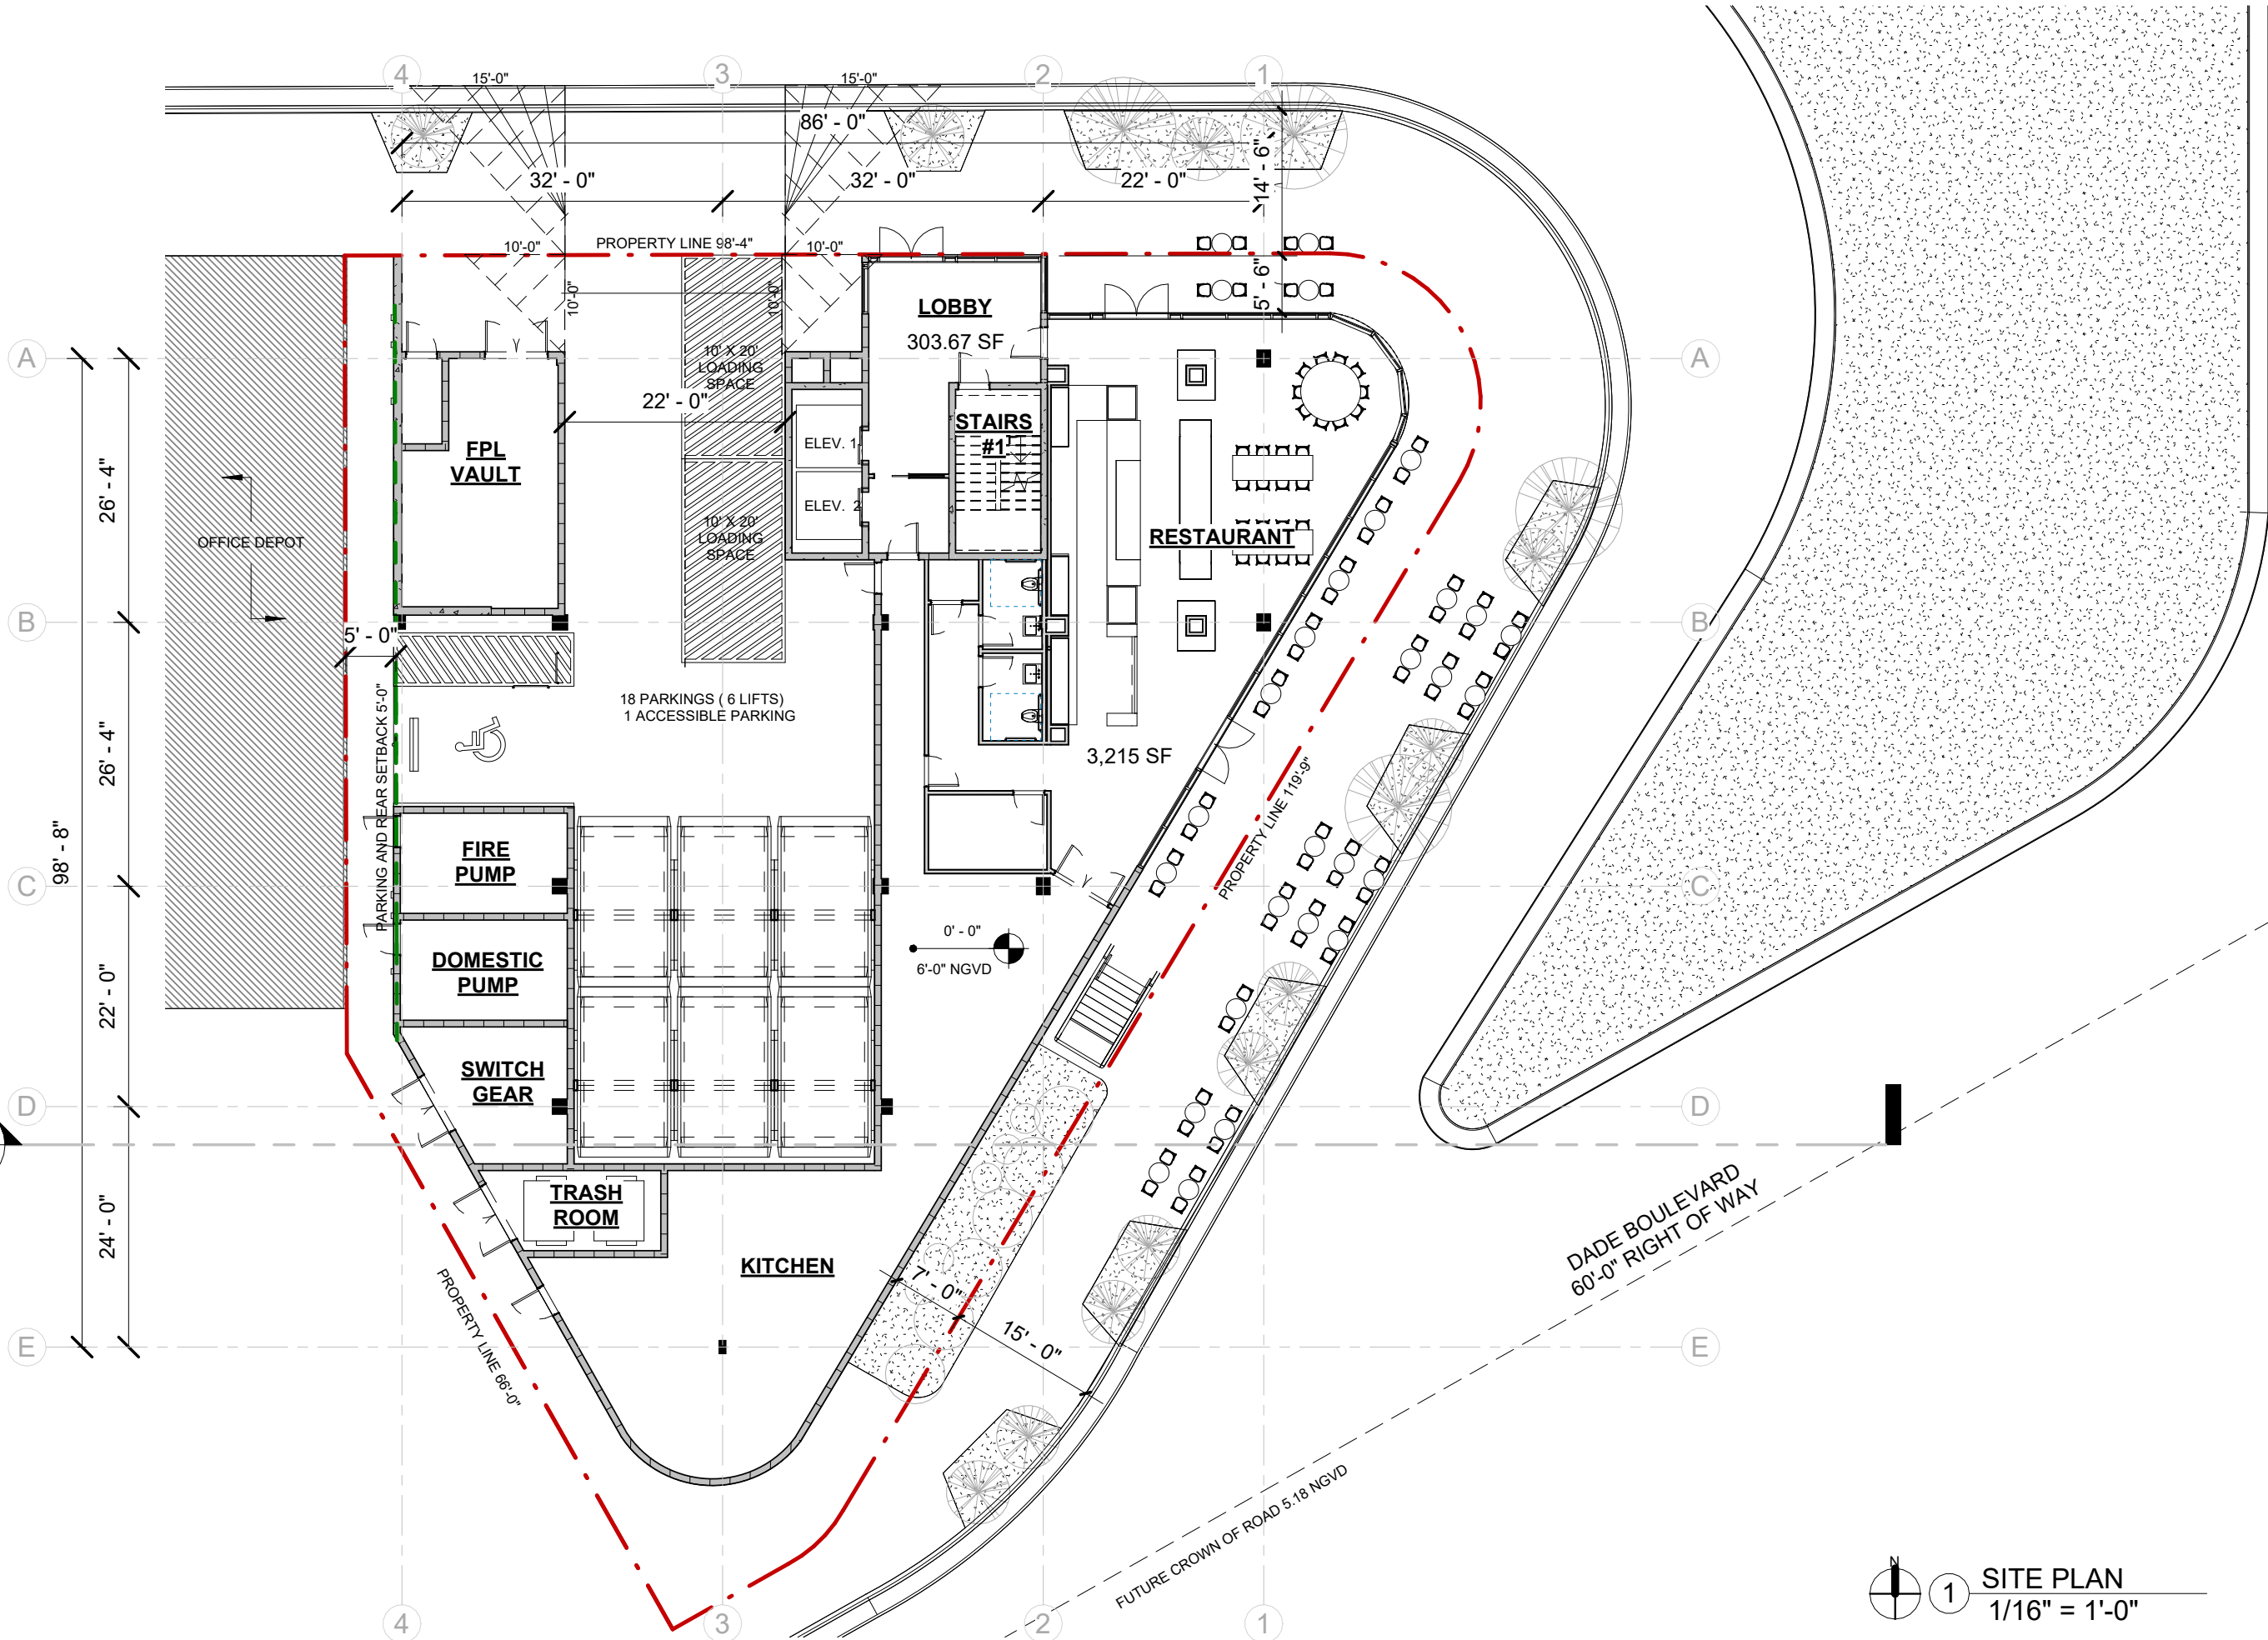 4
3
2
1
15'-0"
15'-0"
86' - 0"
32' - 0"
32' - 0"
22' - 0"
14' - 6"
10'-0"
PROPERTY LINE 98'-4"
10'-0"
10'-0"
10'-0"
5' - 6"
LOBBY
303.67 SF
A
A
10' X 20'
LOADING
SPACE
22' - 0"
STAIRS
#1
ELEV. 1
FPL
VAULT
26' - 4"
ELEV. 2
10' X 20'
LOADING
SPACE
OFFICE DEPOT
RESTAURANT
B
B
5' - 0"
18 PARKINGS ( 6 LIFTS)
1 ACCESSIBLE PARKING
PARKING AND REAR SETBACK 5'-0"
26' - 4"
3,215 SF
PROPERTY LINE 119'-9"
98' - 8"
FIRE
PUMP
C
C
0' - 0"
6'-0" NGVD
DOMESTIC
PUMP
22' - 0"
SWITCH
GEAR
D
D
TRASH
ROOM
24' - 0"
KITCHEN
DADE BOULEVARD
60'-0" RIGHT OF WAY
7' - 0"
15' - 0"
PROPERTY LINE 66'-0"
E
E
FUTURE CROWN OF ROAD 5.18 NGVD
4
3
2
1
N
1
SITE PLAN
1/16" = 1'-0"